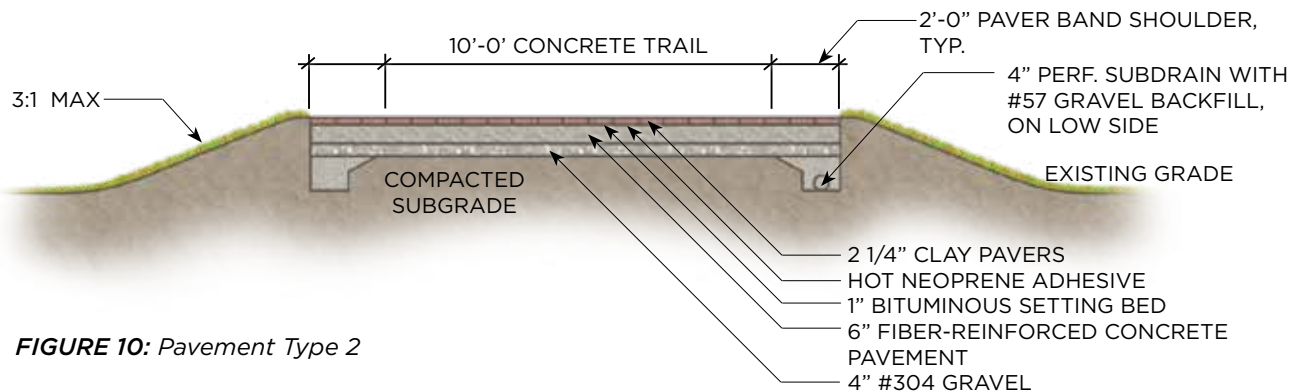 2’-0” PAVER BAND SHOULDER,
TYP.
10’-0’ CONCRETE TRAIL
4” PERF. SUBDRAIN WITH
#57 GRAVEL BACKFILL,
ON LOW SIDE
3:1 MAX
EXISTING GRADE
COMPACTED
SUBGRADE
2 1/4” CLAY PAVERS
HOT NEOPRENE ADHESIVE
1” BITUMINOUS SETTING BED
6” FIBER-REINFORCED CONCRETE
PAVEMENT
4” #304 GRAVEL
FIGURE 10: Pavement Type 2